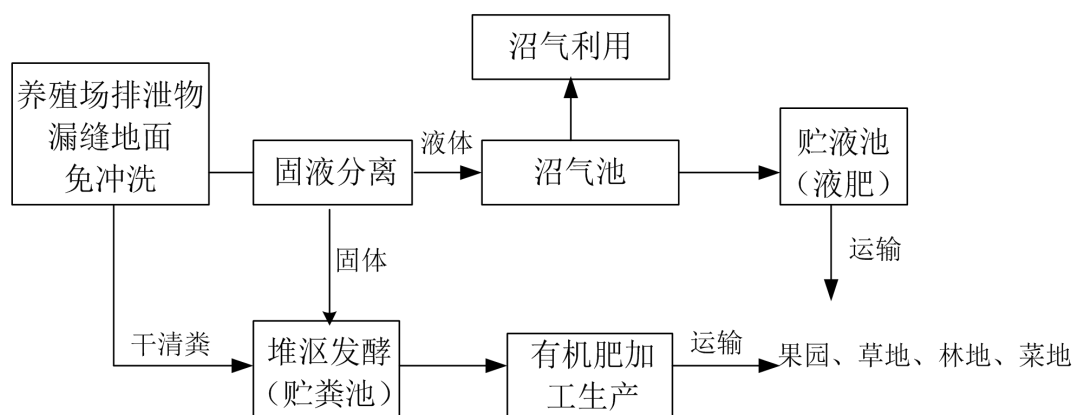 沼气利用
养殖场排泄物
漏缝地面
免冲洗
固液分离
液体
沼气池
贮液池
（液肥）
固体
运输
干清粪
堆沤发酵
（贮粪池）
有机肥加
工生产
运输
果园、草地、林地、菜地